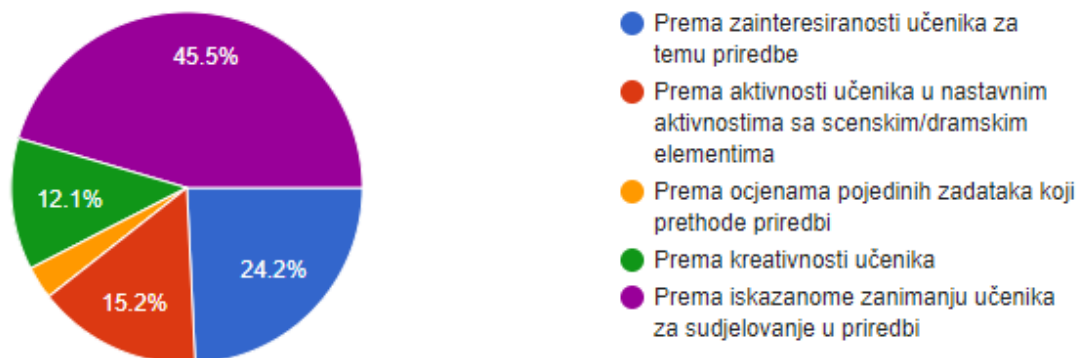 45.5%
12.1%
15.2%
24.2%
Prema zainteresiranosti učenika za
temu priredbe
Prema aktivnosti učenika u nastavnim
aktivnostima sa scenskim/dramskim
elementima
Prema ocjenama pojedinih zadataka koji
prethode priredbi
Prema kreativnosti učenika
Prema iskazanome zanimanju učenika
za sudjelovanje u priredbi